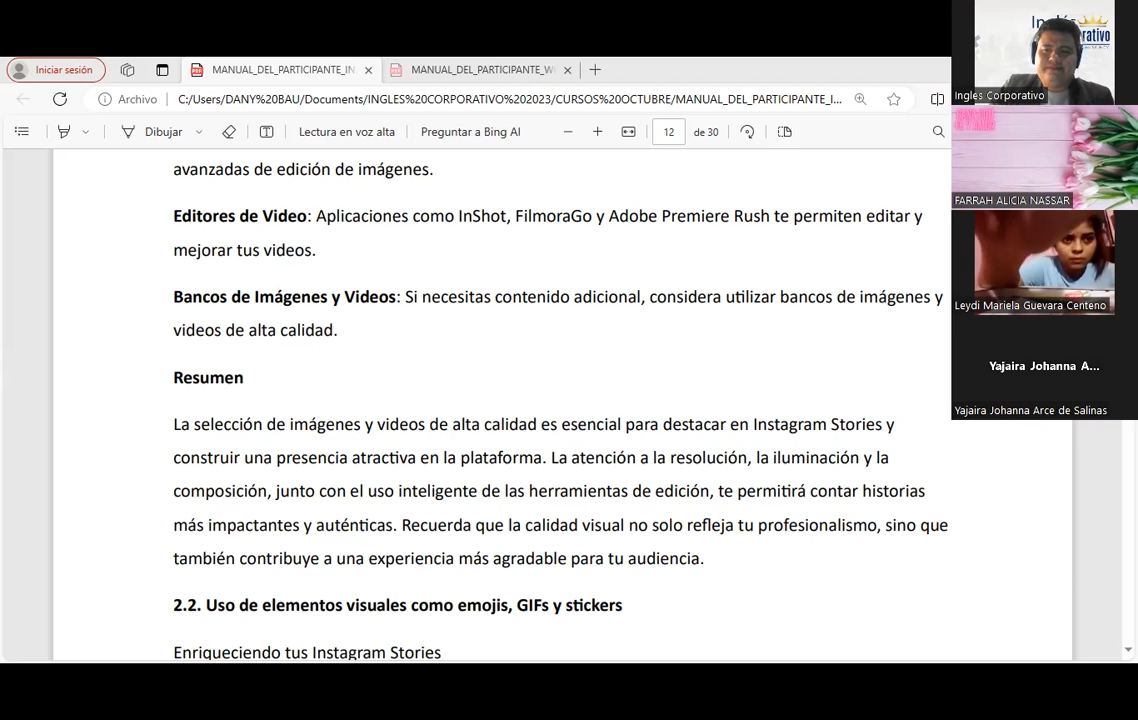 Iniciar sesión
MANUAL_DEL_PARTICIPANTE_IN
MANUAL_DEL_PARTICIPANTE_W
Archivo
C:/Users/DANY%20BAU/Documents/INGLES%20CORPORATIVO%202023/CURSOS%20OCTUBRE/MANUAL_DEL_PARTICIPANTE_I...
Dibujar
Lectura en voz alta
Preguntar a Bing AI
12
de 30
avanzadas de edición de imágenes.
Editores de Video: Aplicaciones como InShot, FilmoraGo y Adobe Premiere Rush te permiten editar y
mejorar tus videos.
Bancos de Imágenes y Videos: Si necesitas contenido adicional, considera utilizar bancos de imágenes y
videos de alta calidad.
Resumen
La selección de imágenes y videos de alta calidad es esencial para destacar en Instagram Stories y
construir una presencia atractiva en la plataforma. La atención a la resolución, la iluminación y la
composición, junto con el uso inteligente de las herramientas de edición, te permitirá contar historias
más impactantes y auténticas. Recuerda que la calidad visual no solo refleja tu profesionalismo, sino que
también contribuye a una experiencia más agradable para tu audiencia.
2.2. Uso de elementos visuales como emojis, GIFs y stickers
Enriqueciendo tus Instagram Stories
Ingles Corporativo
FARRAH ALICIA NASSAR
Leydi Mariela Guevara Centeno
Yajaira Johanna A...
Yajaira Johanna Arce de Salinas